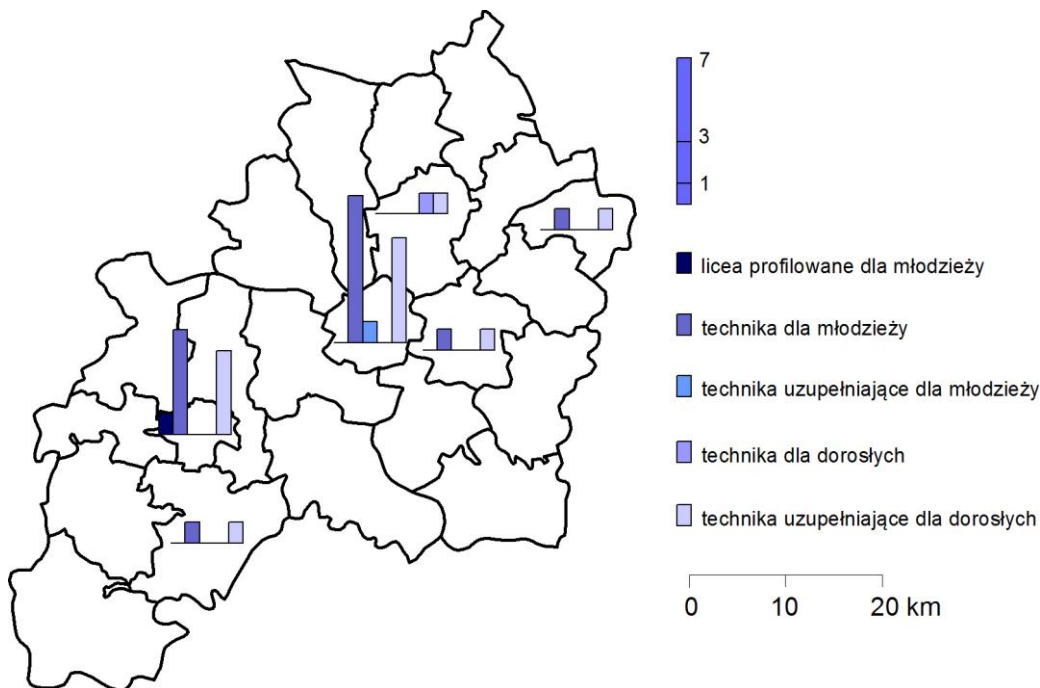 7
3
1
licea profilowane dla młodzieży
technika dla młodzieży
technika uzupełniające dla młodzieży
technika dla dorosłych
technika uzupełniające dla dorosłych
0 10 20 km